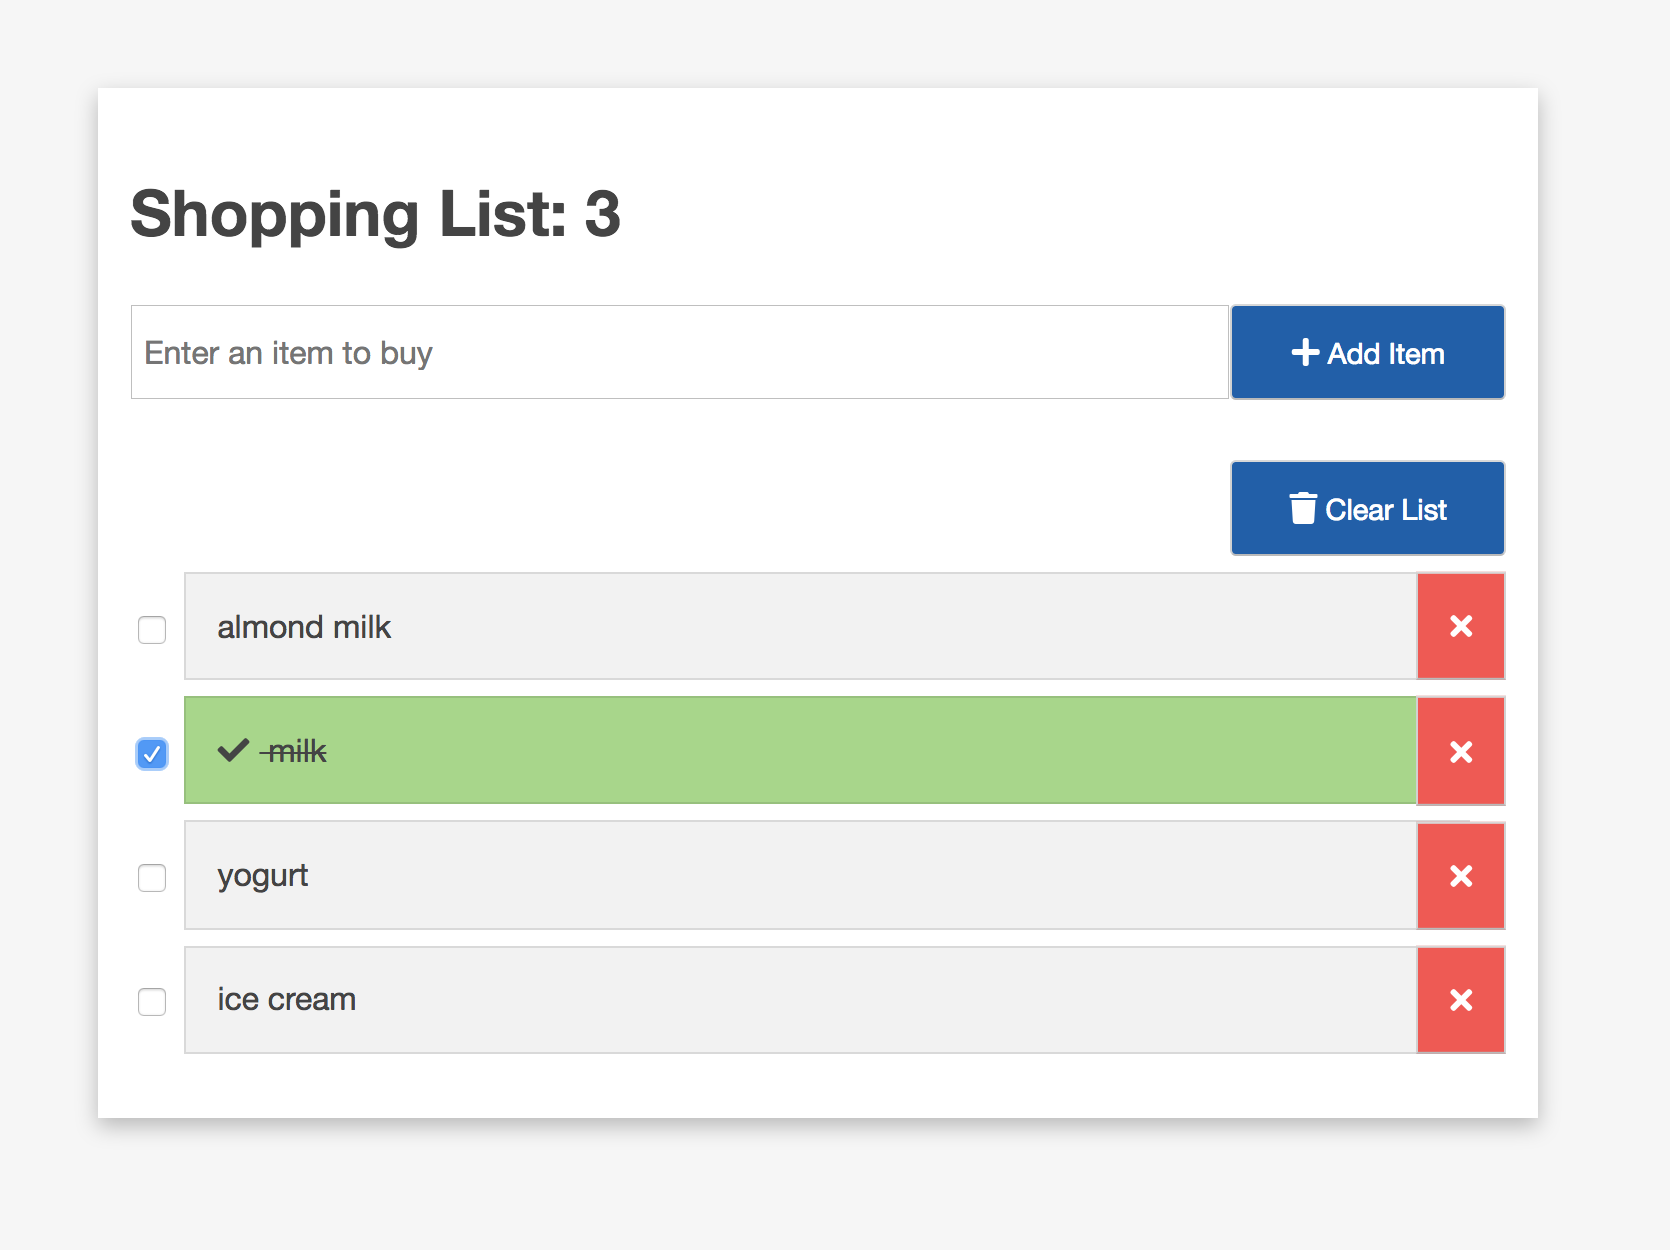 Shopping List: 3
Enter an item to buy
Add Item
Clear List
almond milk
milk
yogurt
ice cream